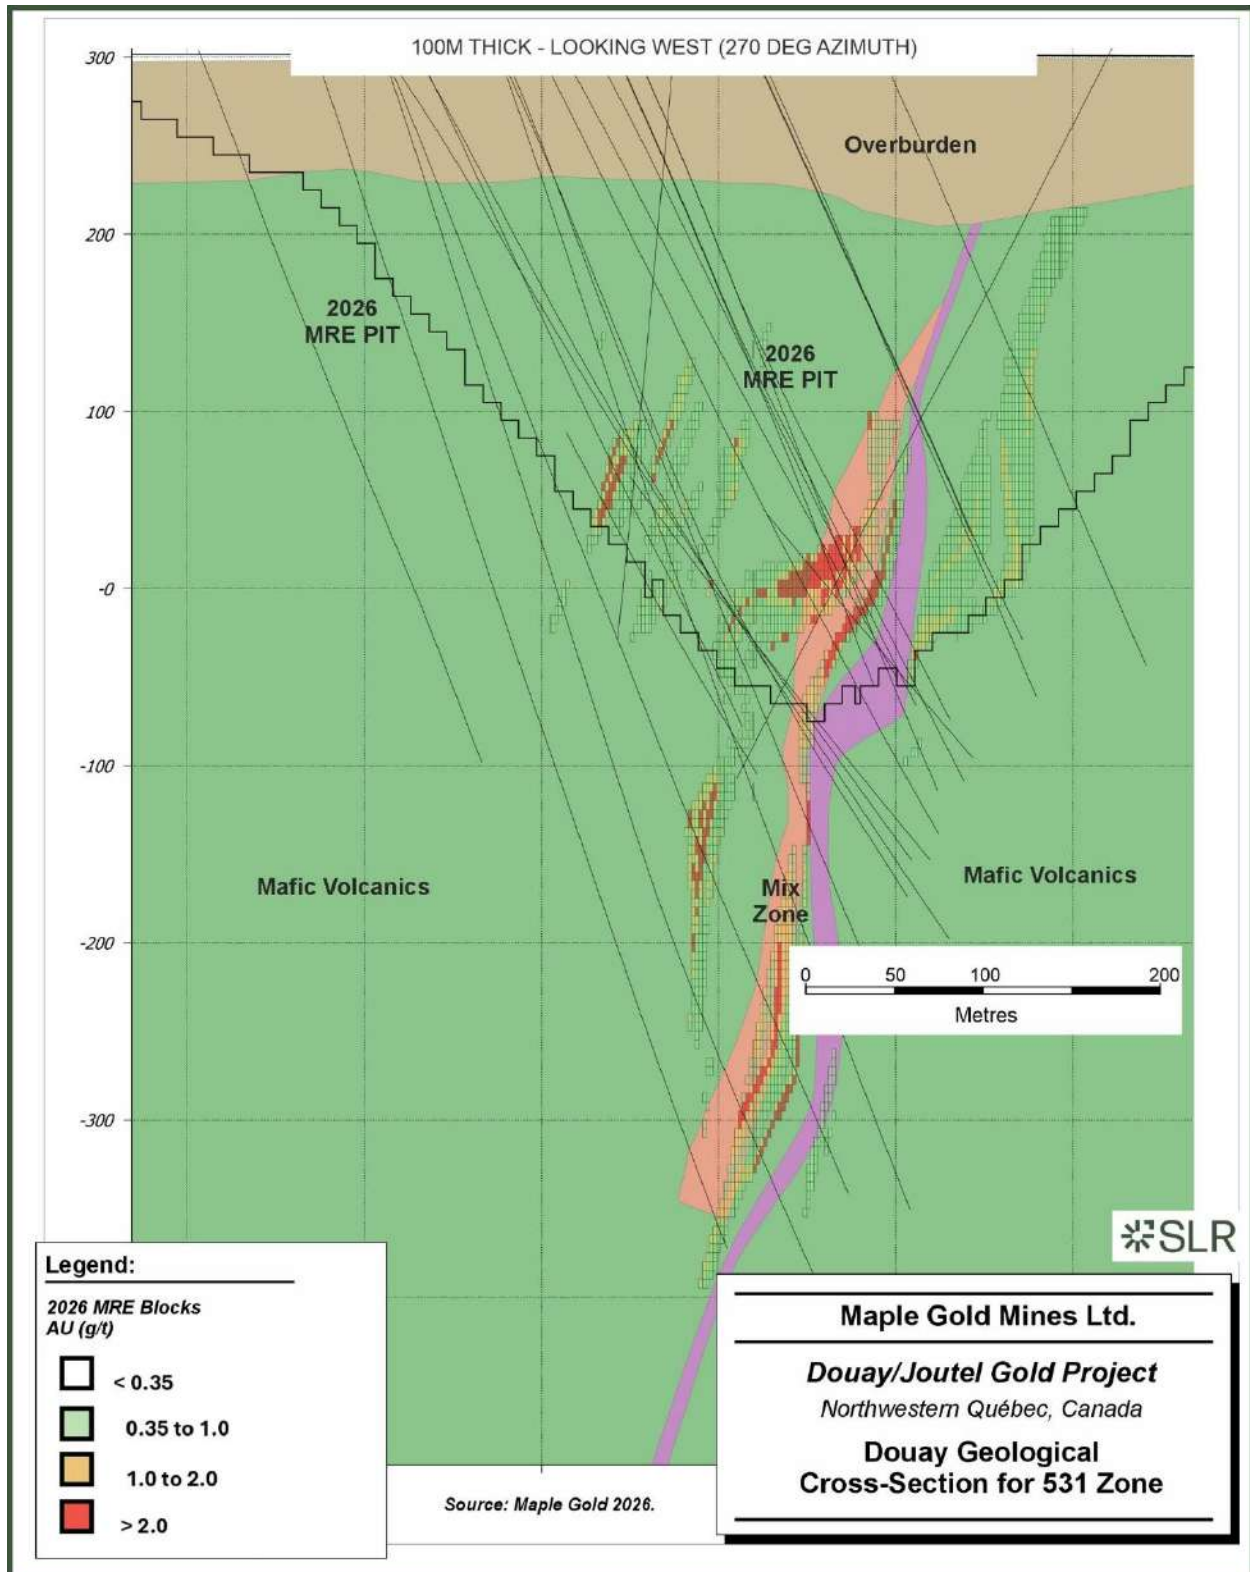 100M THICK - LOOKING WEST (270 DEG AZIMUTH)
300
Overburden
200
2026
MRE PIT
2026
MRE PIT
100
-0
-100
Mafic Volcanics
Mix
Zone
Mafic Volcanics
-200
0 50 100 200
Metres
-300
SLR
Legend:
2026 MRE Blocks
AU (g/t)
< 0.35
0.35 to 1.0
1.0 to 2.0
> 2.0
Source: Maple Gold 2026.
Maple Gold Mines Ltd.
Douay/Joutel Gold Project
Northwestern Québec, Canada
Douay Geological
Cross-Section for 531 Zone